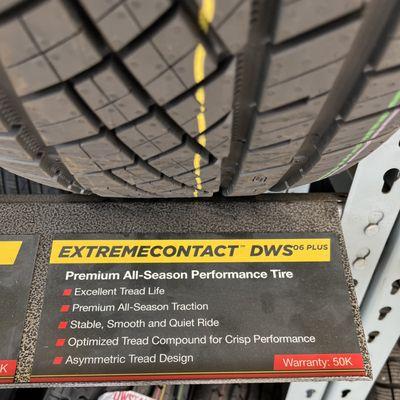 EXTREMECONTACT™ DWS06 PLUS
Premium All-Season Performance Tire
Excellent Tread Life
Premium All-Season Traction
Stable, Smooth and Quiet Ride
Optimized Tread Compound for Crisp Performance
Asymmetric Tread Design
Warranty: 50K